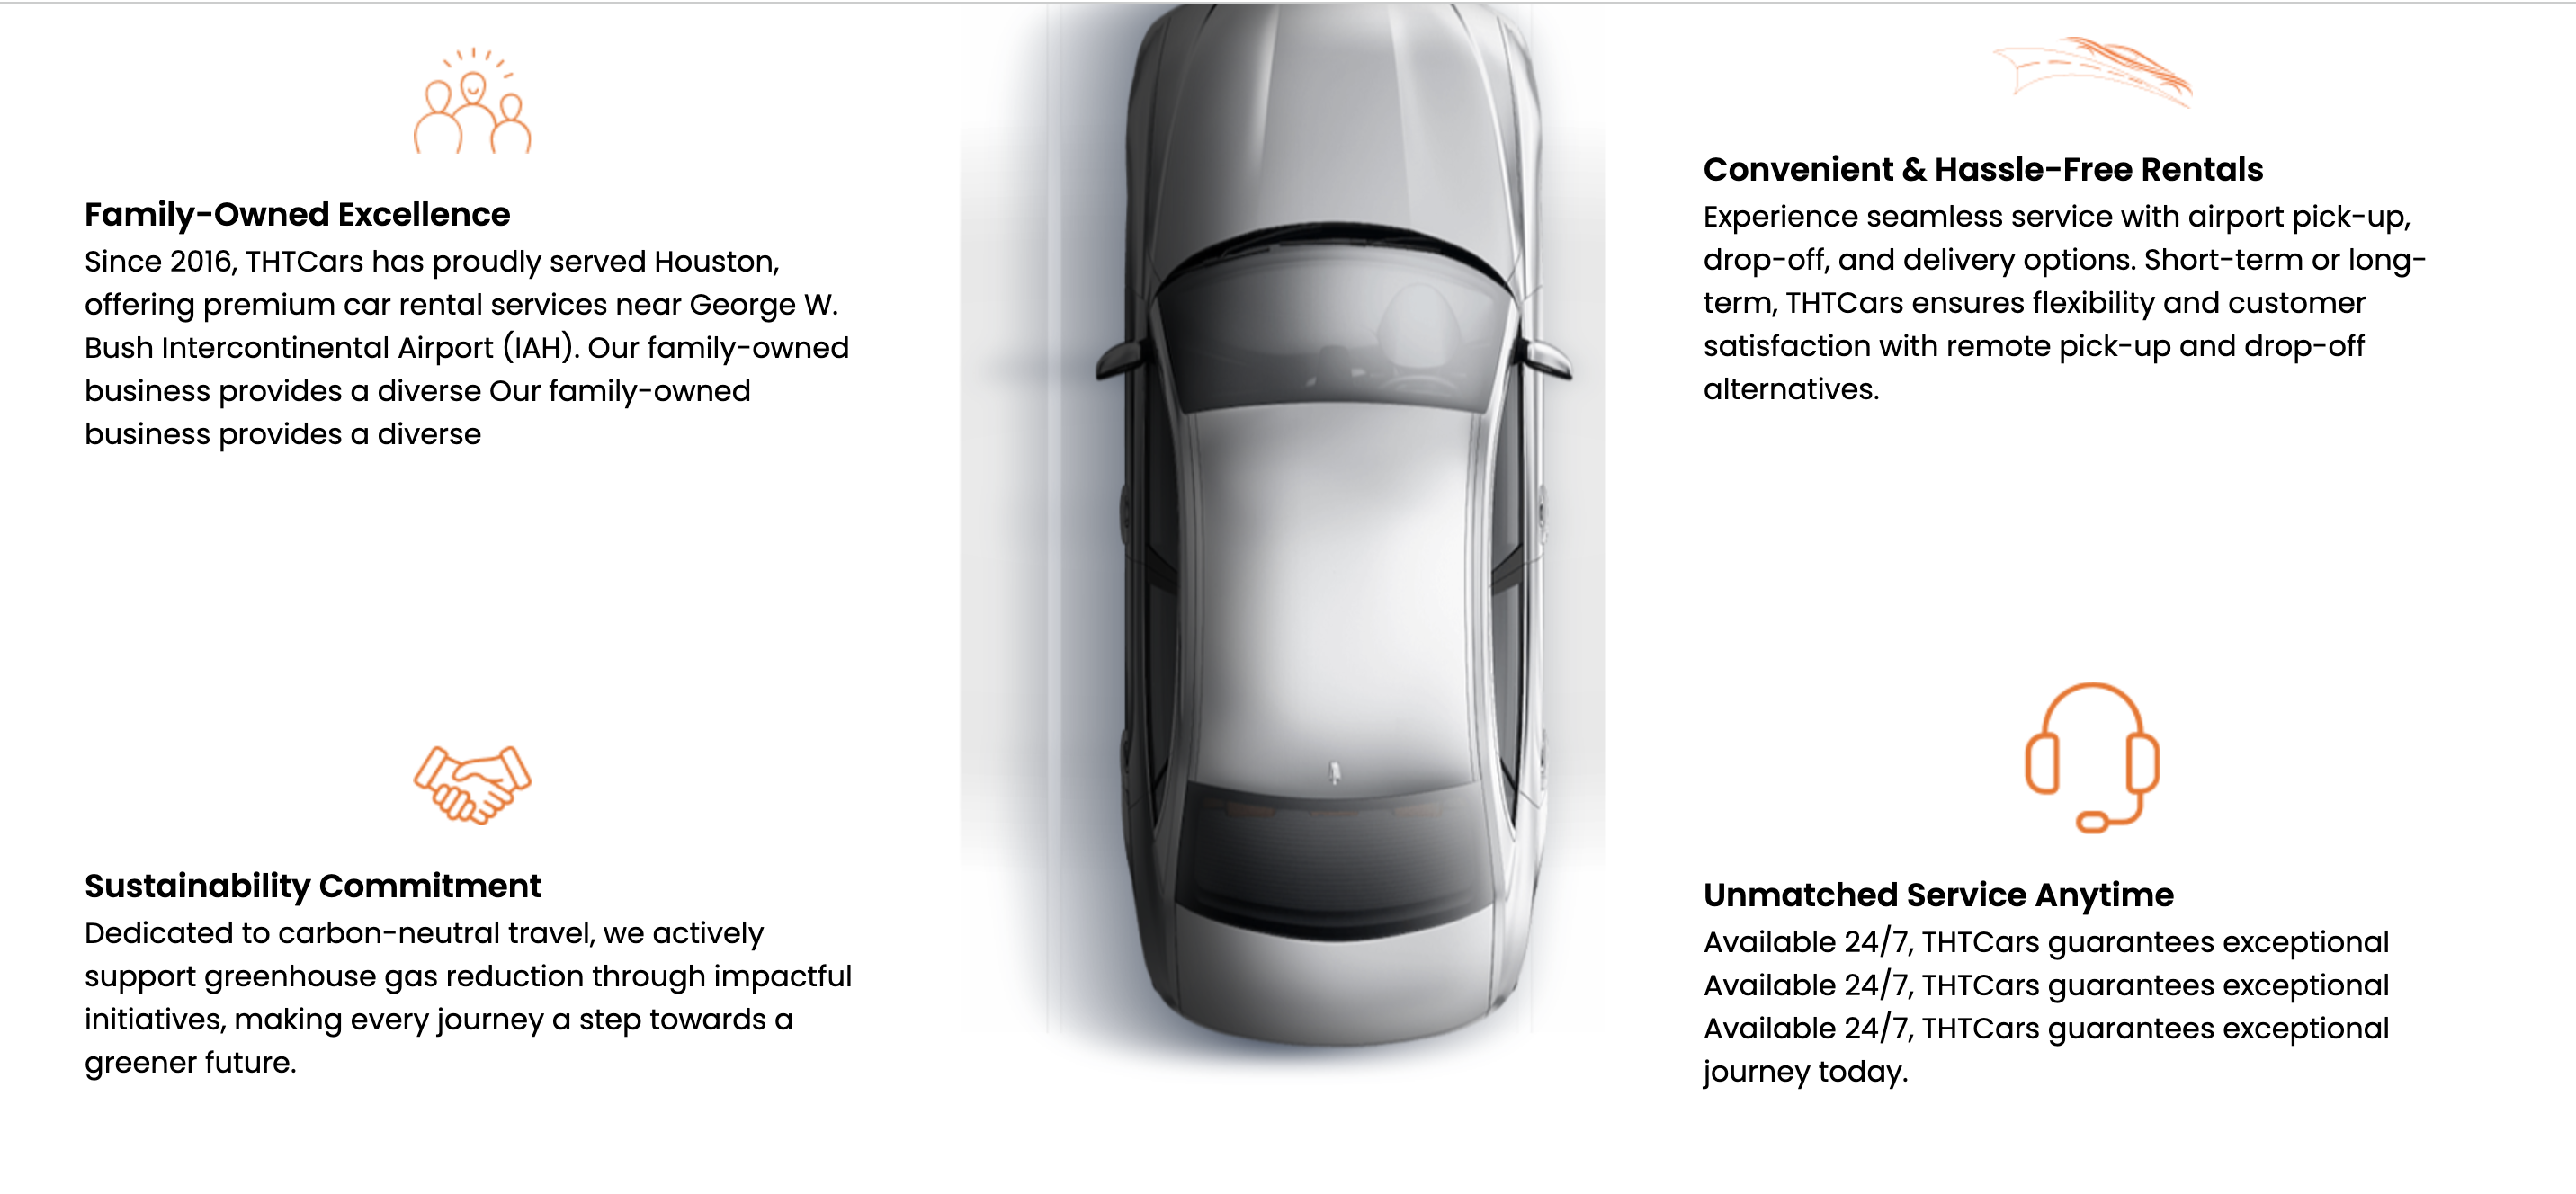 Family-Owned Excellence
Since 2016, THTCars has proudly served Houston,
offering premium car rental services near George W.
Bush Intercontinental Airport (IAH). Our family-owned
business provides a diverse Our family-owned
business provides a diverse
Sustainability Commitment
Dedicated to carbon-neutral travel, we actively
support greenhouse gas reduction through impactful
initiatives, making every journey a step towards a
greener future.
Convenient & Hassle-Free Rentals
Experience seamless service with airport pick-up,
drop-off, and delivery options. Short-term or long-
term, THTCars ensures flexibility and customer
satisfaction with remote pick-up and drop-off
alternatives.
Unmatched Service Anytime
Available 24/7, THTCars guarantees exceptional
Available 24/7, THTCars guarantees exceptional
Available 24/7, THTCars guarantees exceptional
journey today.